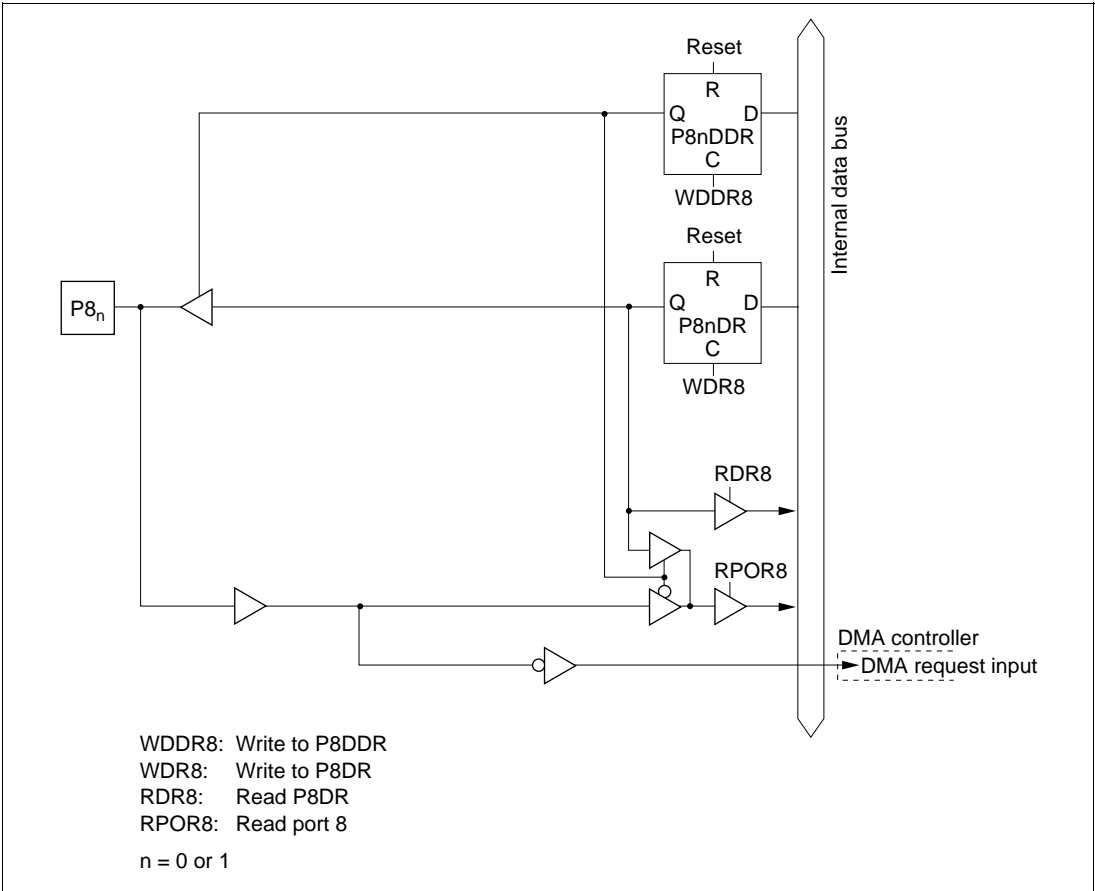 Reset
R
Q D
P8nDDR
C
WDDR8
Internal data bus
Reset
R
P8n
Q D
P8nDR
C
WDR8
RDR8
RPOR8
DMA controller
DMA request input
WDDR8: Write to P8DDR
WDR8: Write to P8DR
RDR8: Read P8DR
RPOR8: Read port 8
n = 0 or 1